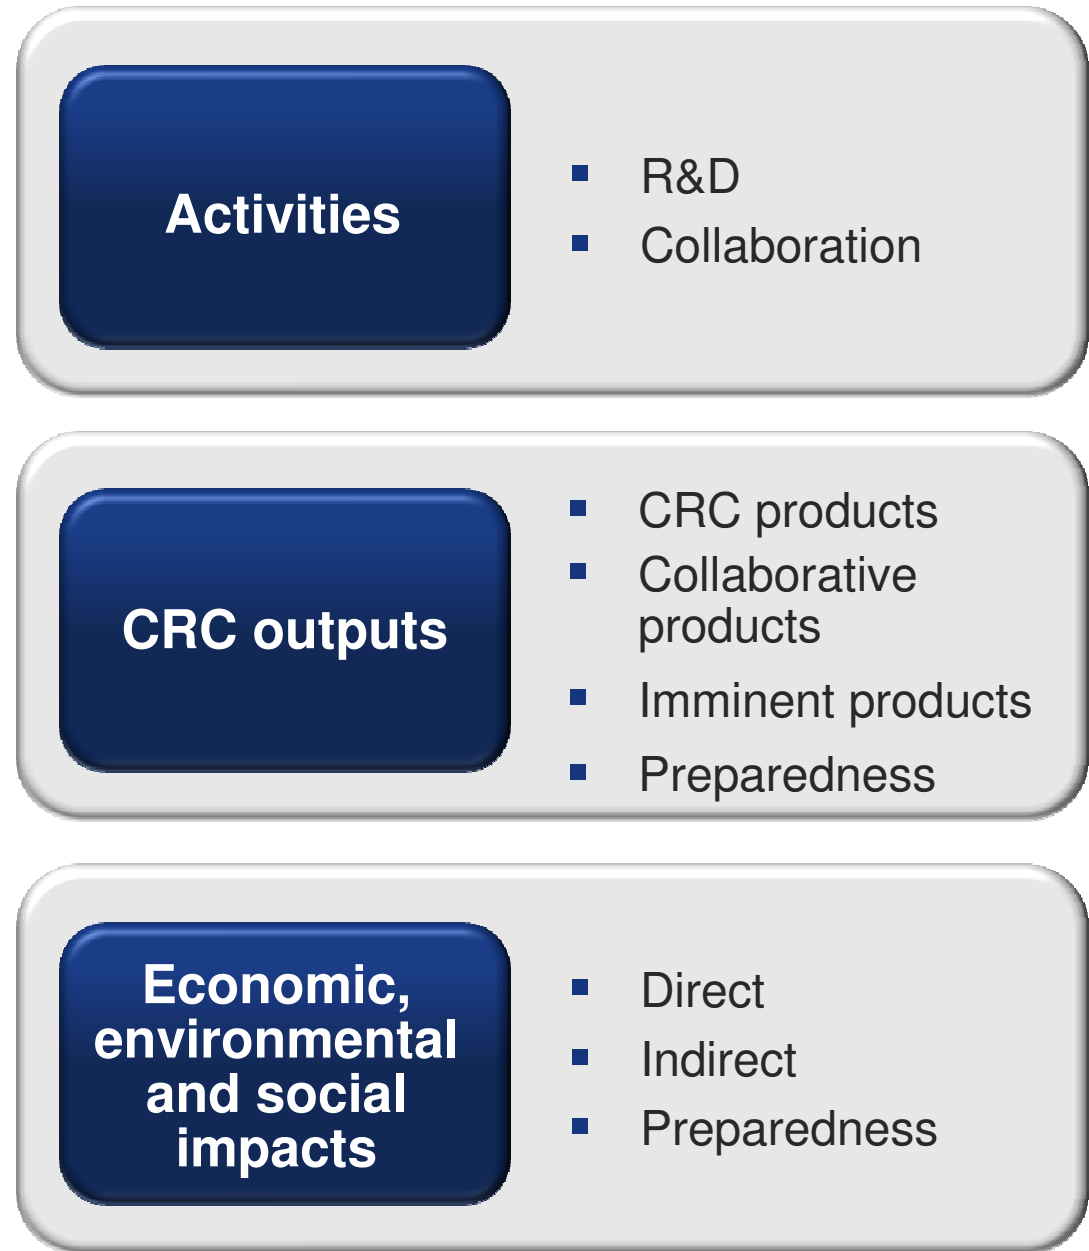 Activities
R&D
Collaboration
CRC outputs
CRC products
Collaborative
products
Imminent products
Preparedness
Economic,
environmental
and social
impacts
Direct
Indirect
Preparedness